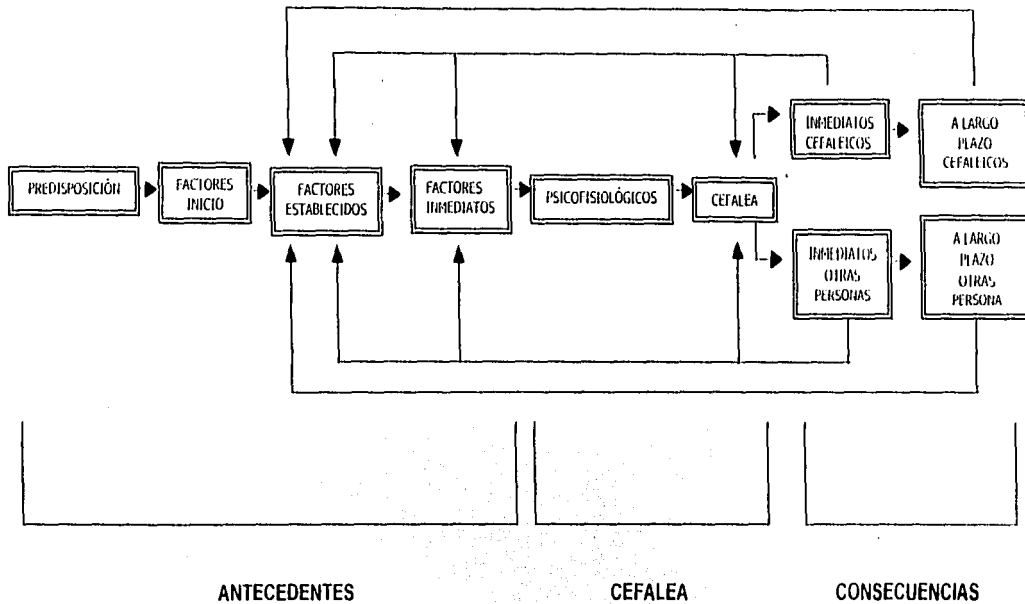 PREDISPOSICIÓN
FACTORES
INICIO
FACTORES
ESTABLECIDOS
FACTORES
INMEDIATOS
PSICOFISIOLÓGICOS
CEFALEA
INMEDIATOS
CEFALEICOS
A LARGO
PLAZO
CEFALEICOS
INMEDIATOS
OTRAS
PERSONAS
A LARGO
PLAZO
OTRAS
PERSONA
ANTECEDENTES
CEFALEA
CONSECUENCIAS